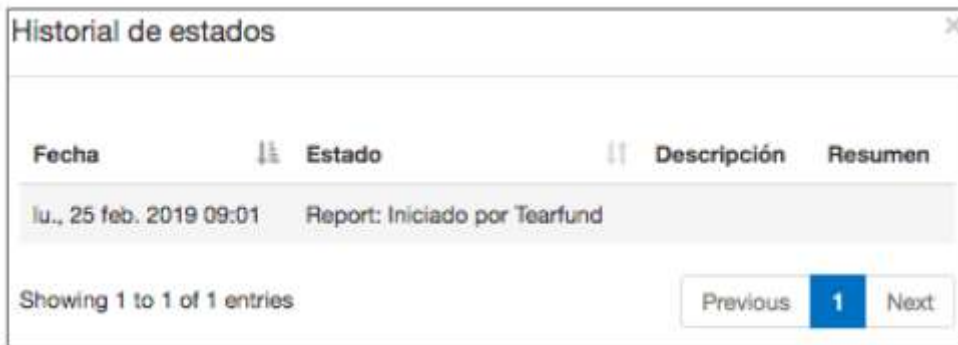 Historial de estados
Fecha Estado Descripción Resumen
lu., 25 feb. 2019 09:01 Report: Iniciado por Tearfund
Showing 1 to 1 of 1 entries Previous 1 Next